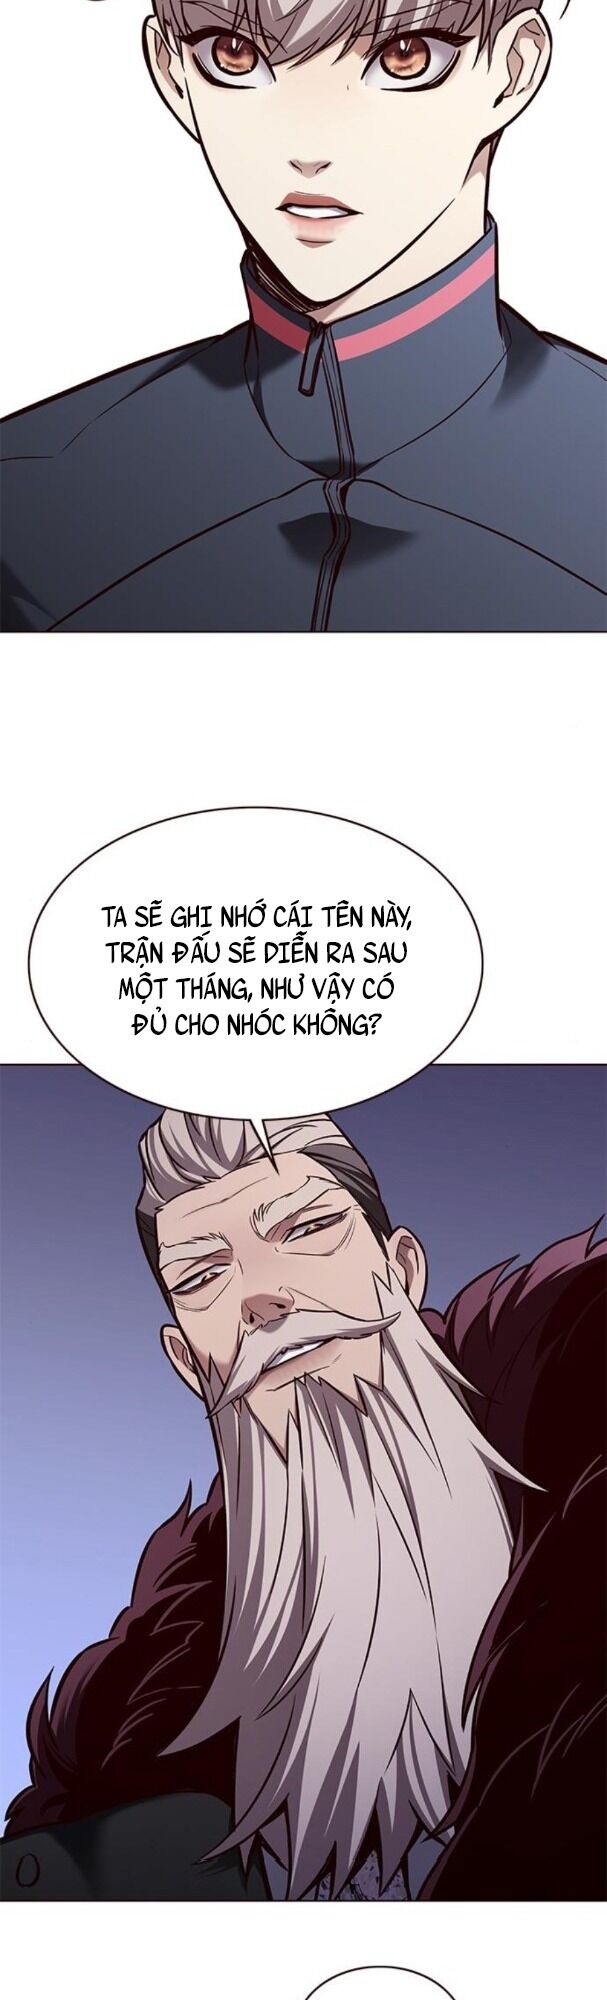 TA SẼ GHI NHỚ CÁI TÊN NÀY,
TRẬN ĐẤU SẼ DIỄN RA SAU
MỘT THÁNG, NHƯ VẬY CÓ
ĐỦ CHO NHÓC KHÔNG?